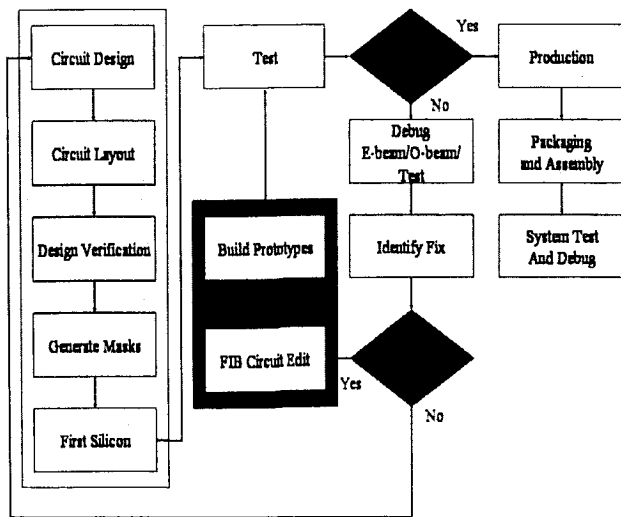 Circuit Design
Circuit Layout
Design Verification
Generate Masks
First Silicon
Test
Build Prototypes
FIB Circuit Edit
Yes
No
Debug
E-beam/O-beam/
Test
Identify Fix
Yes
No
Production
Packaging
and Assembly
System Test
And Debug